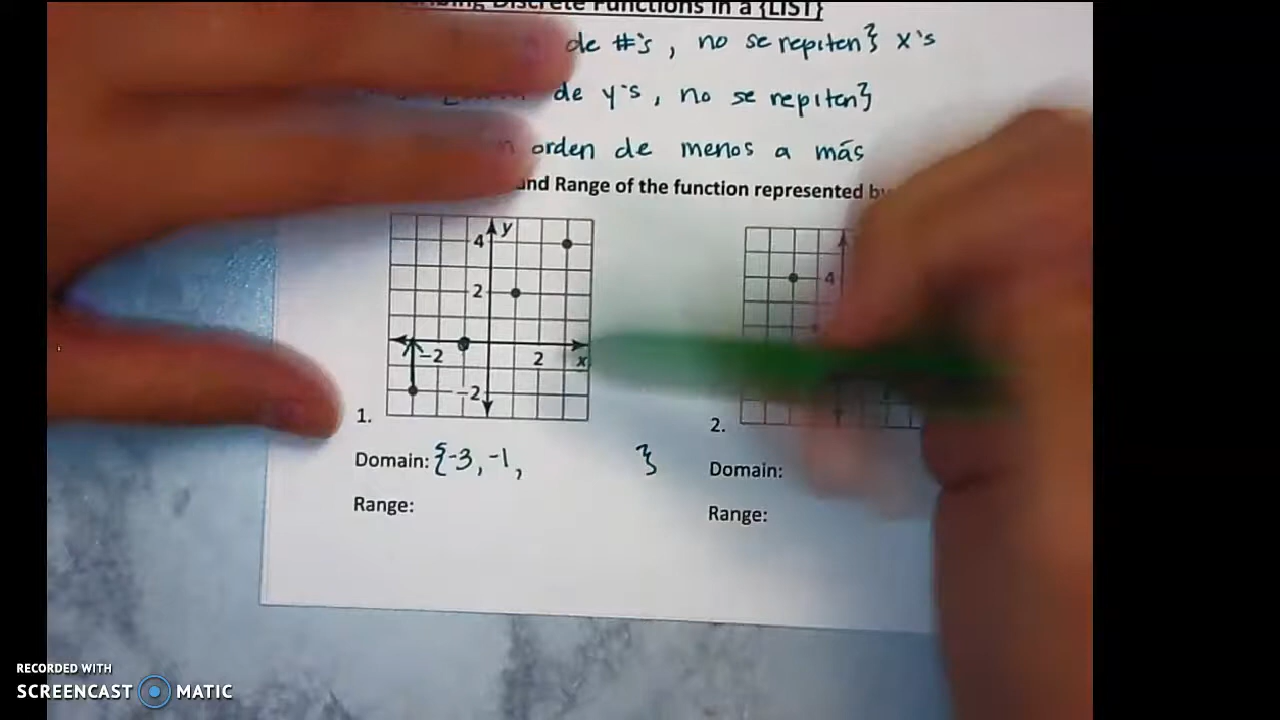 Discrete Functions in a {LIST}
de #'s, no se repiten} x's
de y's, no se repiten}
orden de menos a más
and Range of the function represented by
4 y
2
-2 2 x
-2
1.
4
2.
Domain: {-3, -1, }
Domain:
Range:
Range:
RECORDED WITH
SCREENCAST MATIC